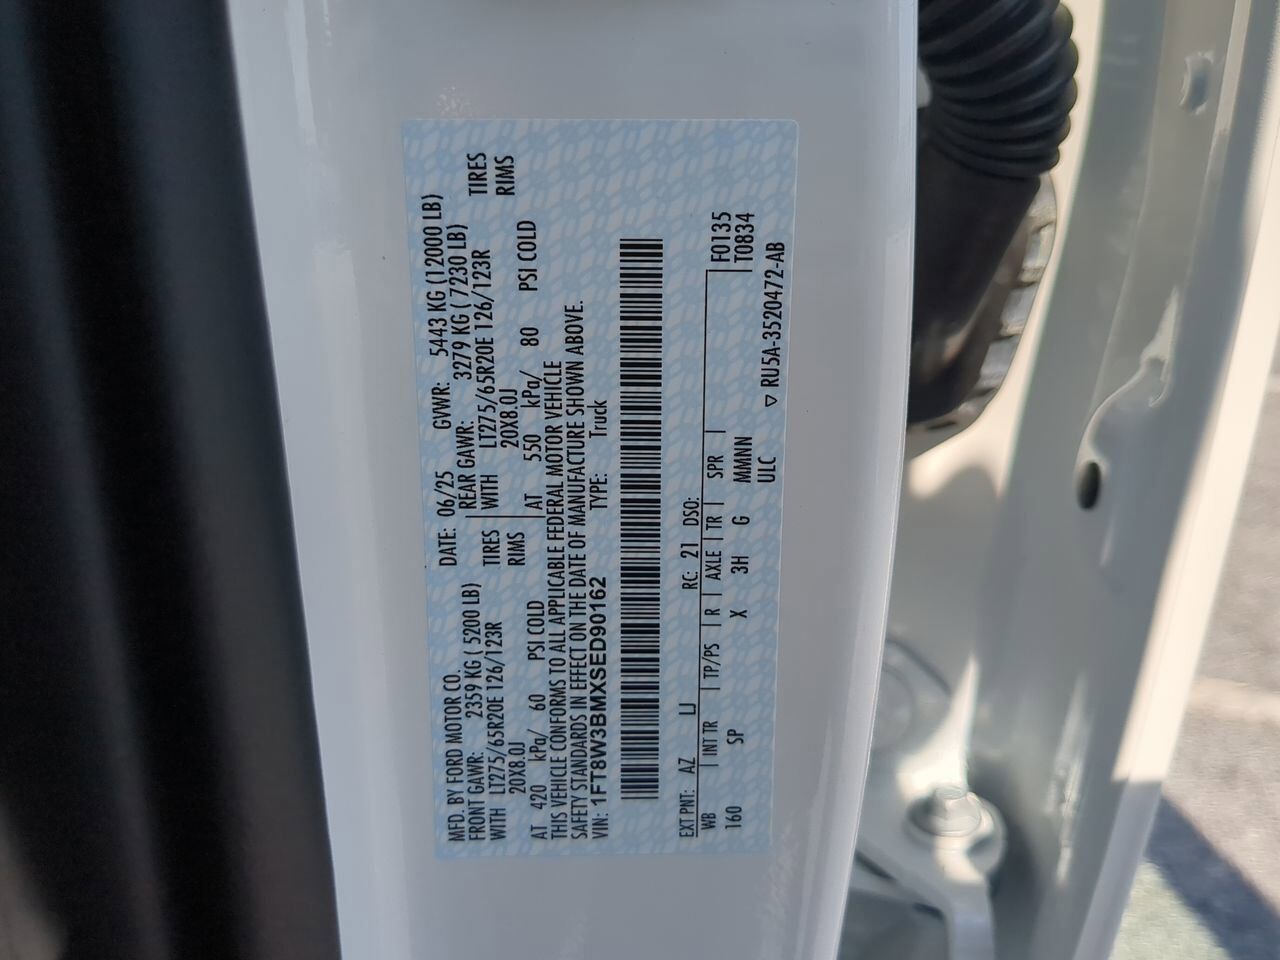 MFD. BY FORD MOTOR CO. DATE: 06/25 GVWR: 5443 KG (12000 LB)
FRONT GAWR: 2359 KG ( 5200 LB) REAR GAWR: 3279 KG ( 7230 LB)
WITH LT275/65R20E 126/123R TIRES WITH LT275/65R20E 126/123R TIRES
20X8.0J RIMS 20X8.0J RIMS
AT 420 kPa/ 60 PSI COLD AT 550 kPa/ 80 PSI COLD
THIS VEHICLE CONFORMS TO ALL APPLICABLE FEDERAL MOTOR VEHICLE
SAFETY STANDARDS IN EFFECT ON THE DATE OF MANUFACTURE SHOWN ABOVE.
VIN: 1FT8W3BMXSED90162 TYPE: Truck
EXT PNT: AZ LJ RC: 21 DSO:
WB INT TR TP/PS R AXLE TR SPR F0135
160 SP X 3H G MMNN T0834
ULC
▽ RU5A-3520472-AB